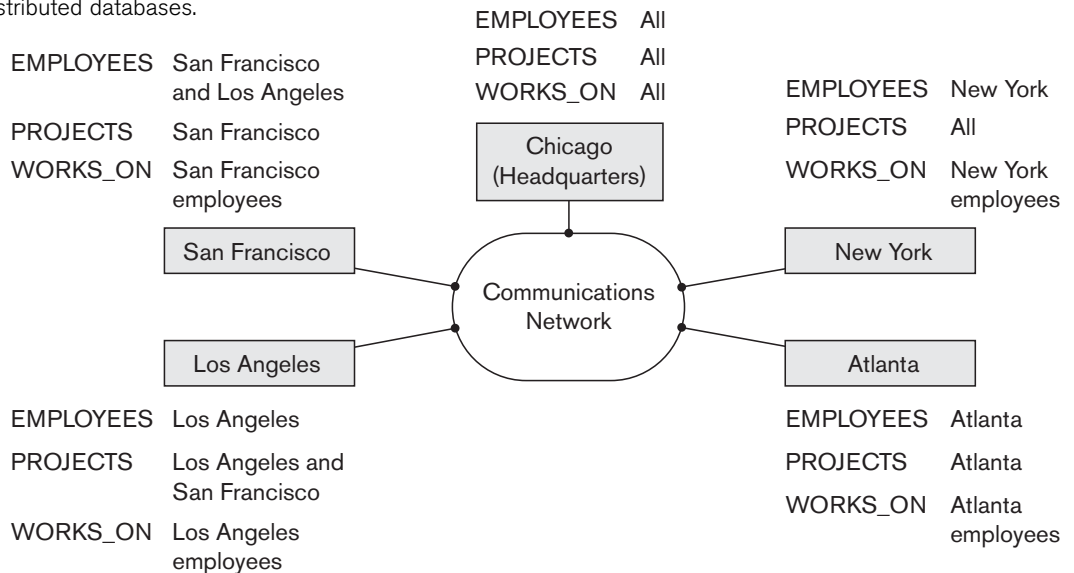 distributed databases.
EMPLOYEES All
PROJECTS All
WORKS_ON All
Chicago
(Headquarters)
EMPLOYEES San Francisco
and Los Angeles
PROJECTS San Francisco
WORKS_ON San Francisco
employees
San Francisco
EMPLOYEES New York
PROJECTS All
WORKS_ON New York
employees
New York
Communications
Network
Los Angeles
EMPLOYEES Los Angeles
PROJECTS Los Angeles and
San Francisco
WORKS_ON Los Angeles
employees
Atlanta
EMPLOYEES Atlanta
PROJECTS Atlanta
WORKS_ON Atlanta
employees